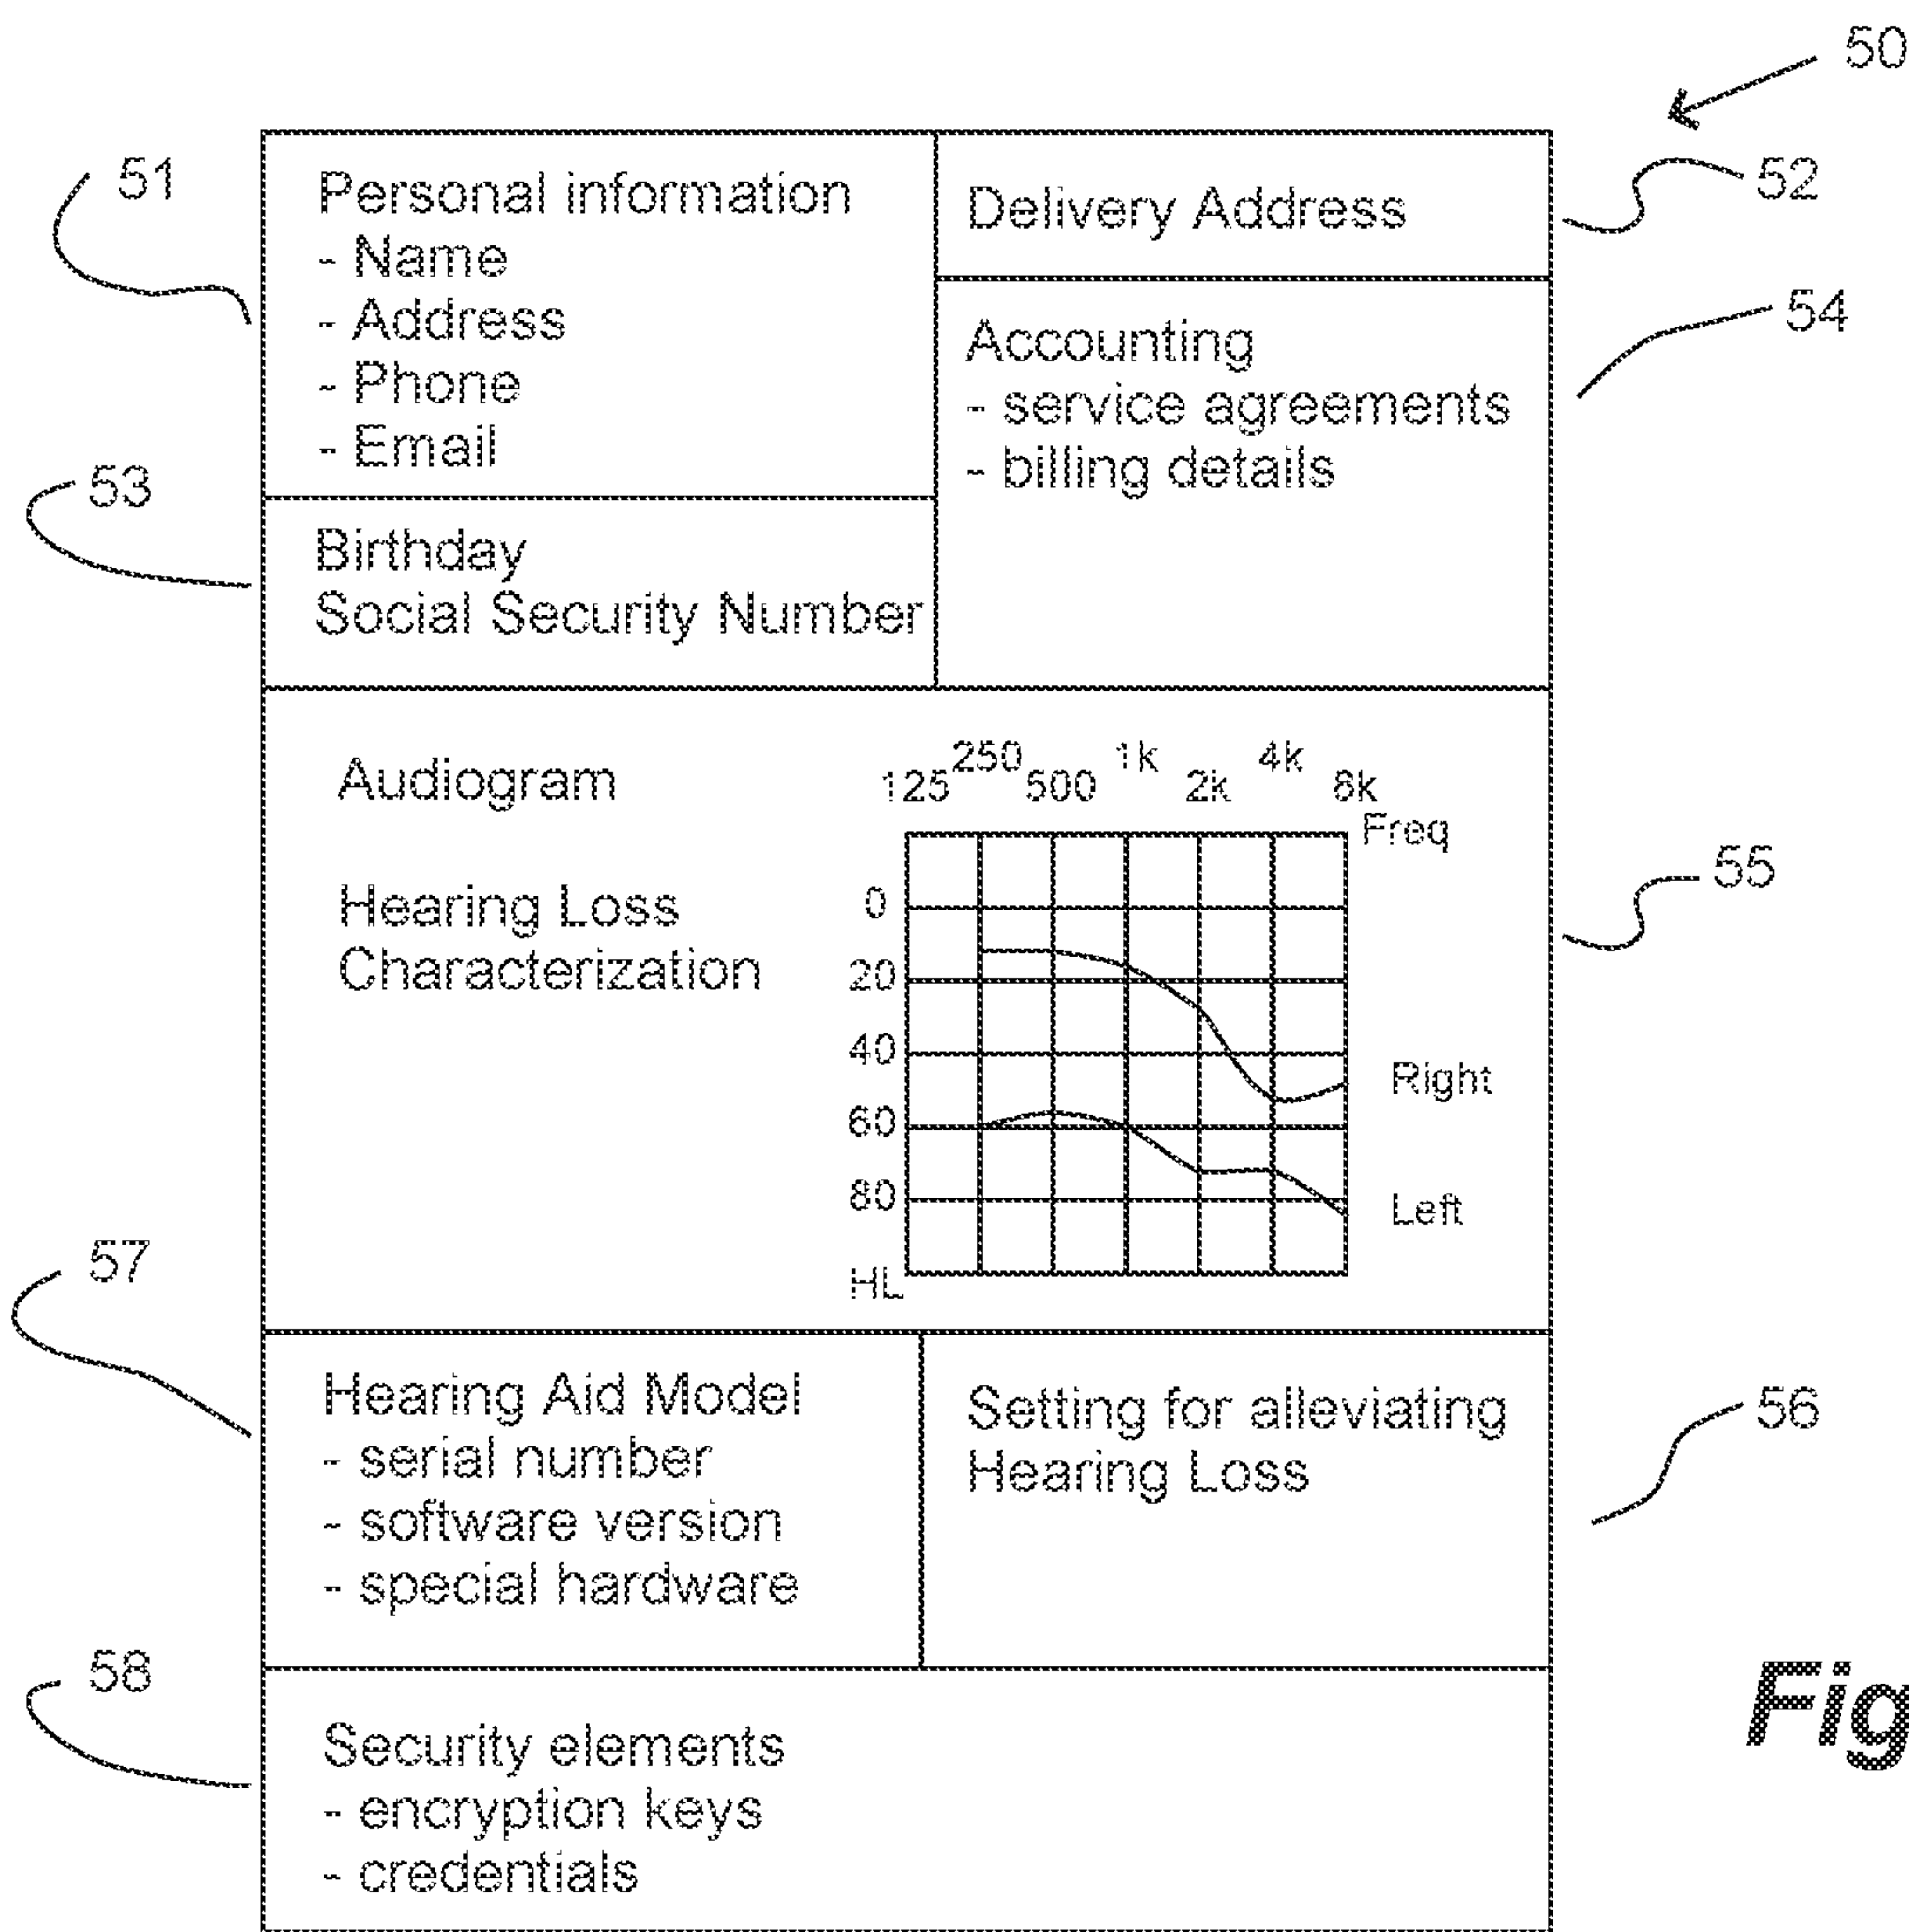 50
51
Personal information
- Name
- Address
- Phone
- Email
Delivery Address
52
Accounting
- service agreements
- billing details
54
53
Birthday
Social Security Number
Audiogram
Hearing Loss
Characterization
125 250 500 1k 2k 4k 8k
Freq
0
20
40
60
80
HL
Right
Left
55
57
Hearing Aid Model
- serial number
- software version
- special hardware
Setting for alleviating
Hearing Loss
56
58
Security elements
- encryption keys
- credentials
Fig